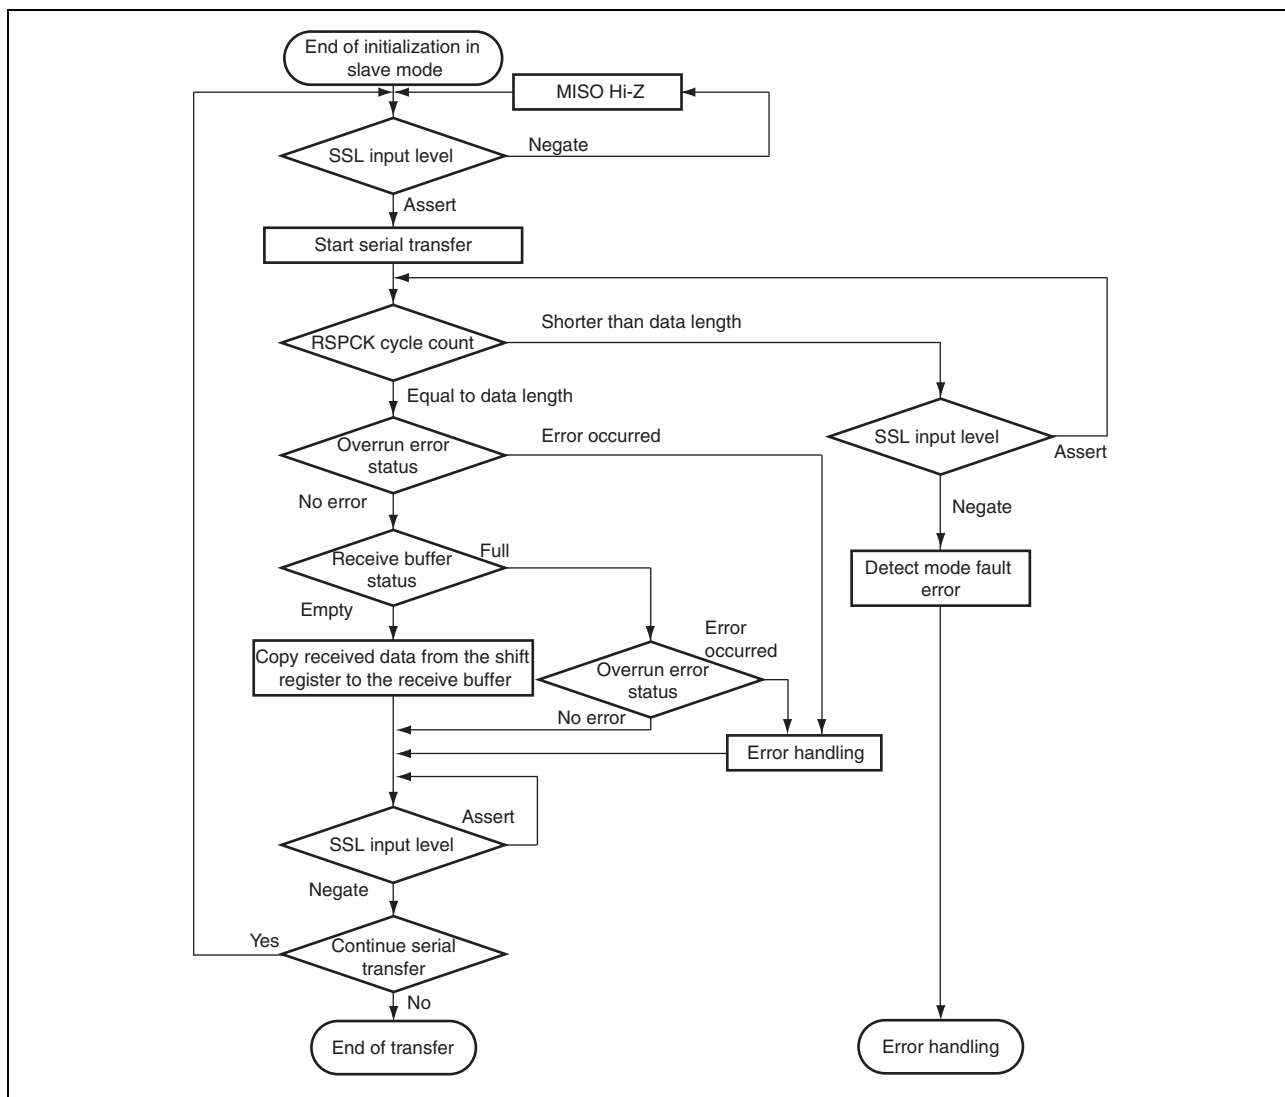 End of initialization in
slave mode
MISO Hi-Z
SSL input level
Negate
Assert
Start serial transfer
Shorter than data length
RSPCK cycle count
Equal to data length
SSL input level
Assert
Error occurred
Overrun error
status
No error
Negate
Full
Receive buffer
status
Detect mode fault
error
Empty
Error
occurred
Copy received data from the shift
register to the receive buffer
Overrun error
status
No error
Error handling
Assert
SSL input level
Negate
Yes
Continue serial
transfer
No
End of transfer
Error handling